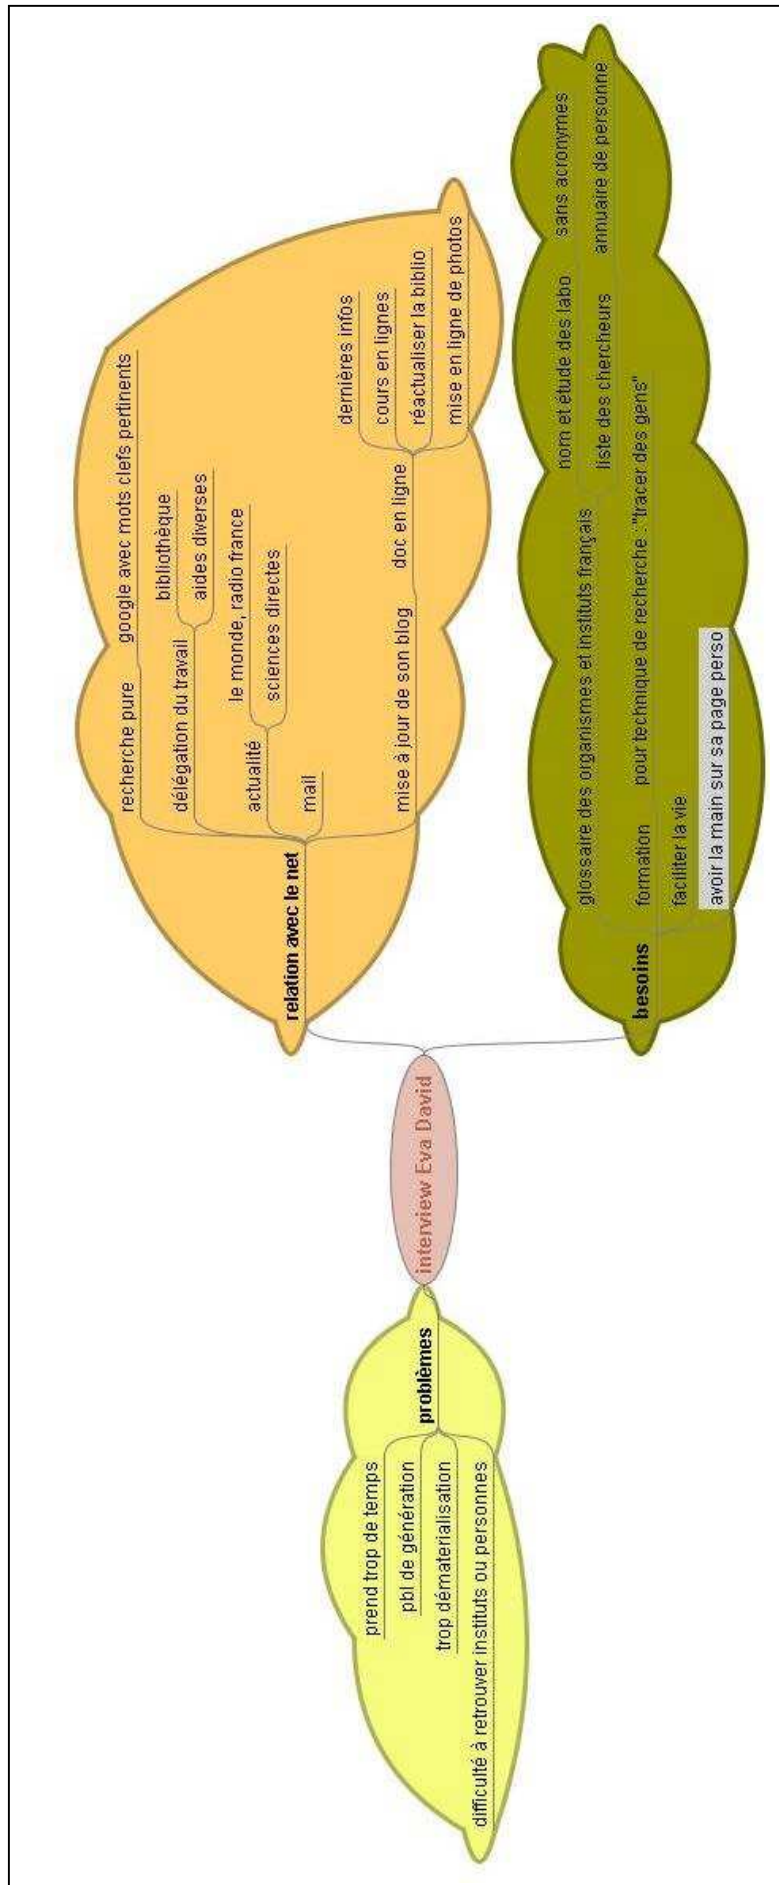 interview Eva David
relation avec le net
recherche pure
google avec mots clefs pertinents
délégation du travail
bibliothèque
aides diverses
actualité
le monde, radio france
sciences directes
mail
mise à jour de son blog
doc en ligne
dernières infos
cours en lignes
réactualiser la biblio
mise en ligne de photos
besoins
glossaire des organismes et instituts français
nom et étude des labo
sans acronymes
liste des chercheurs
annuaire de personne
formation
pour technique de recherche : "tracer des gens"
faciliter la vie
avoir la main sur sa page perso
problèmes
prend trop de temps
pbl de génération
trop dématerialisation
difficulté à retrouver instituts ou personnes